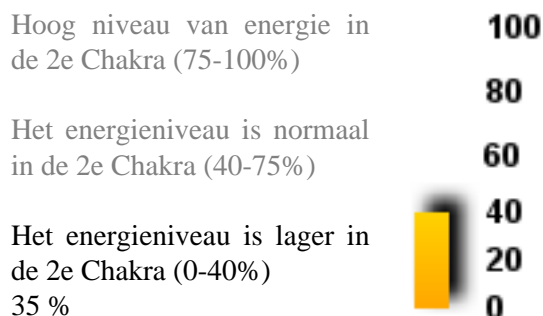 Hoog niveau van energie in
de 2e Chakra (75-100%)
Het energieniveau is normaal
in de 2e Chakra (40-75%)
Het energieniveau is lager in
de 2e Chakra (0-40%)
35 %
100
80
60
40
20
0